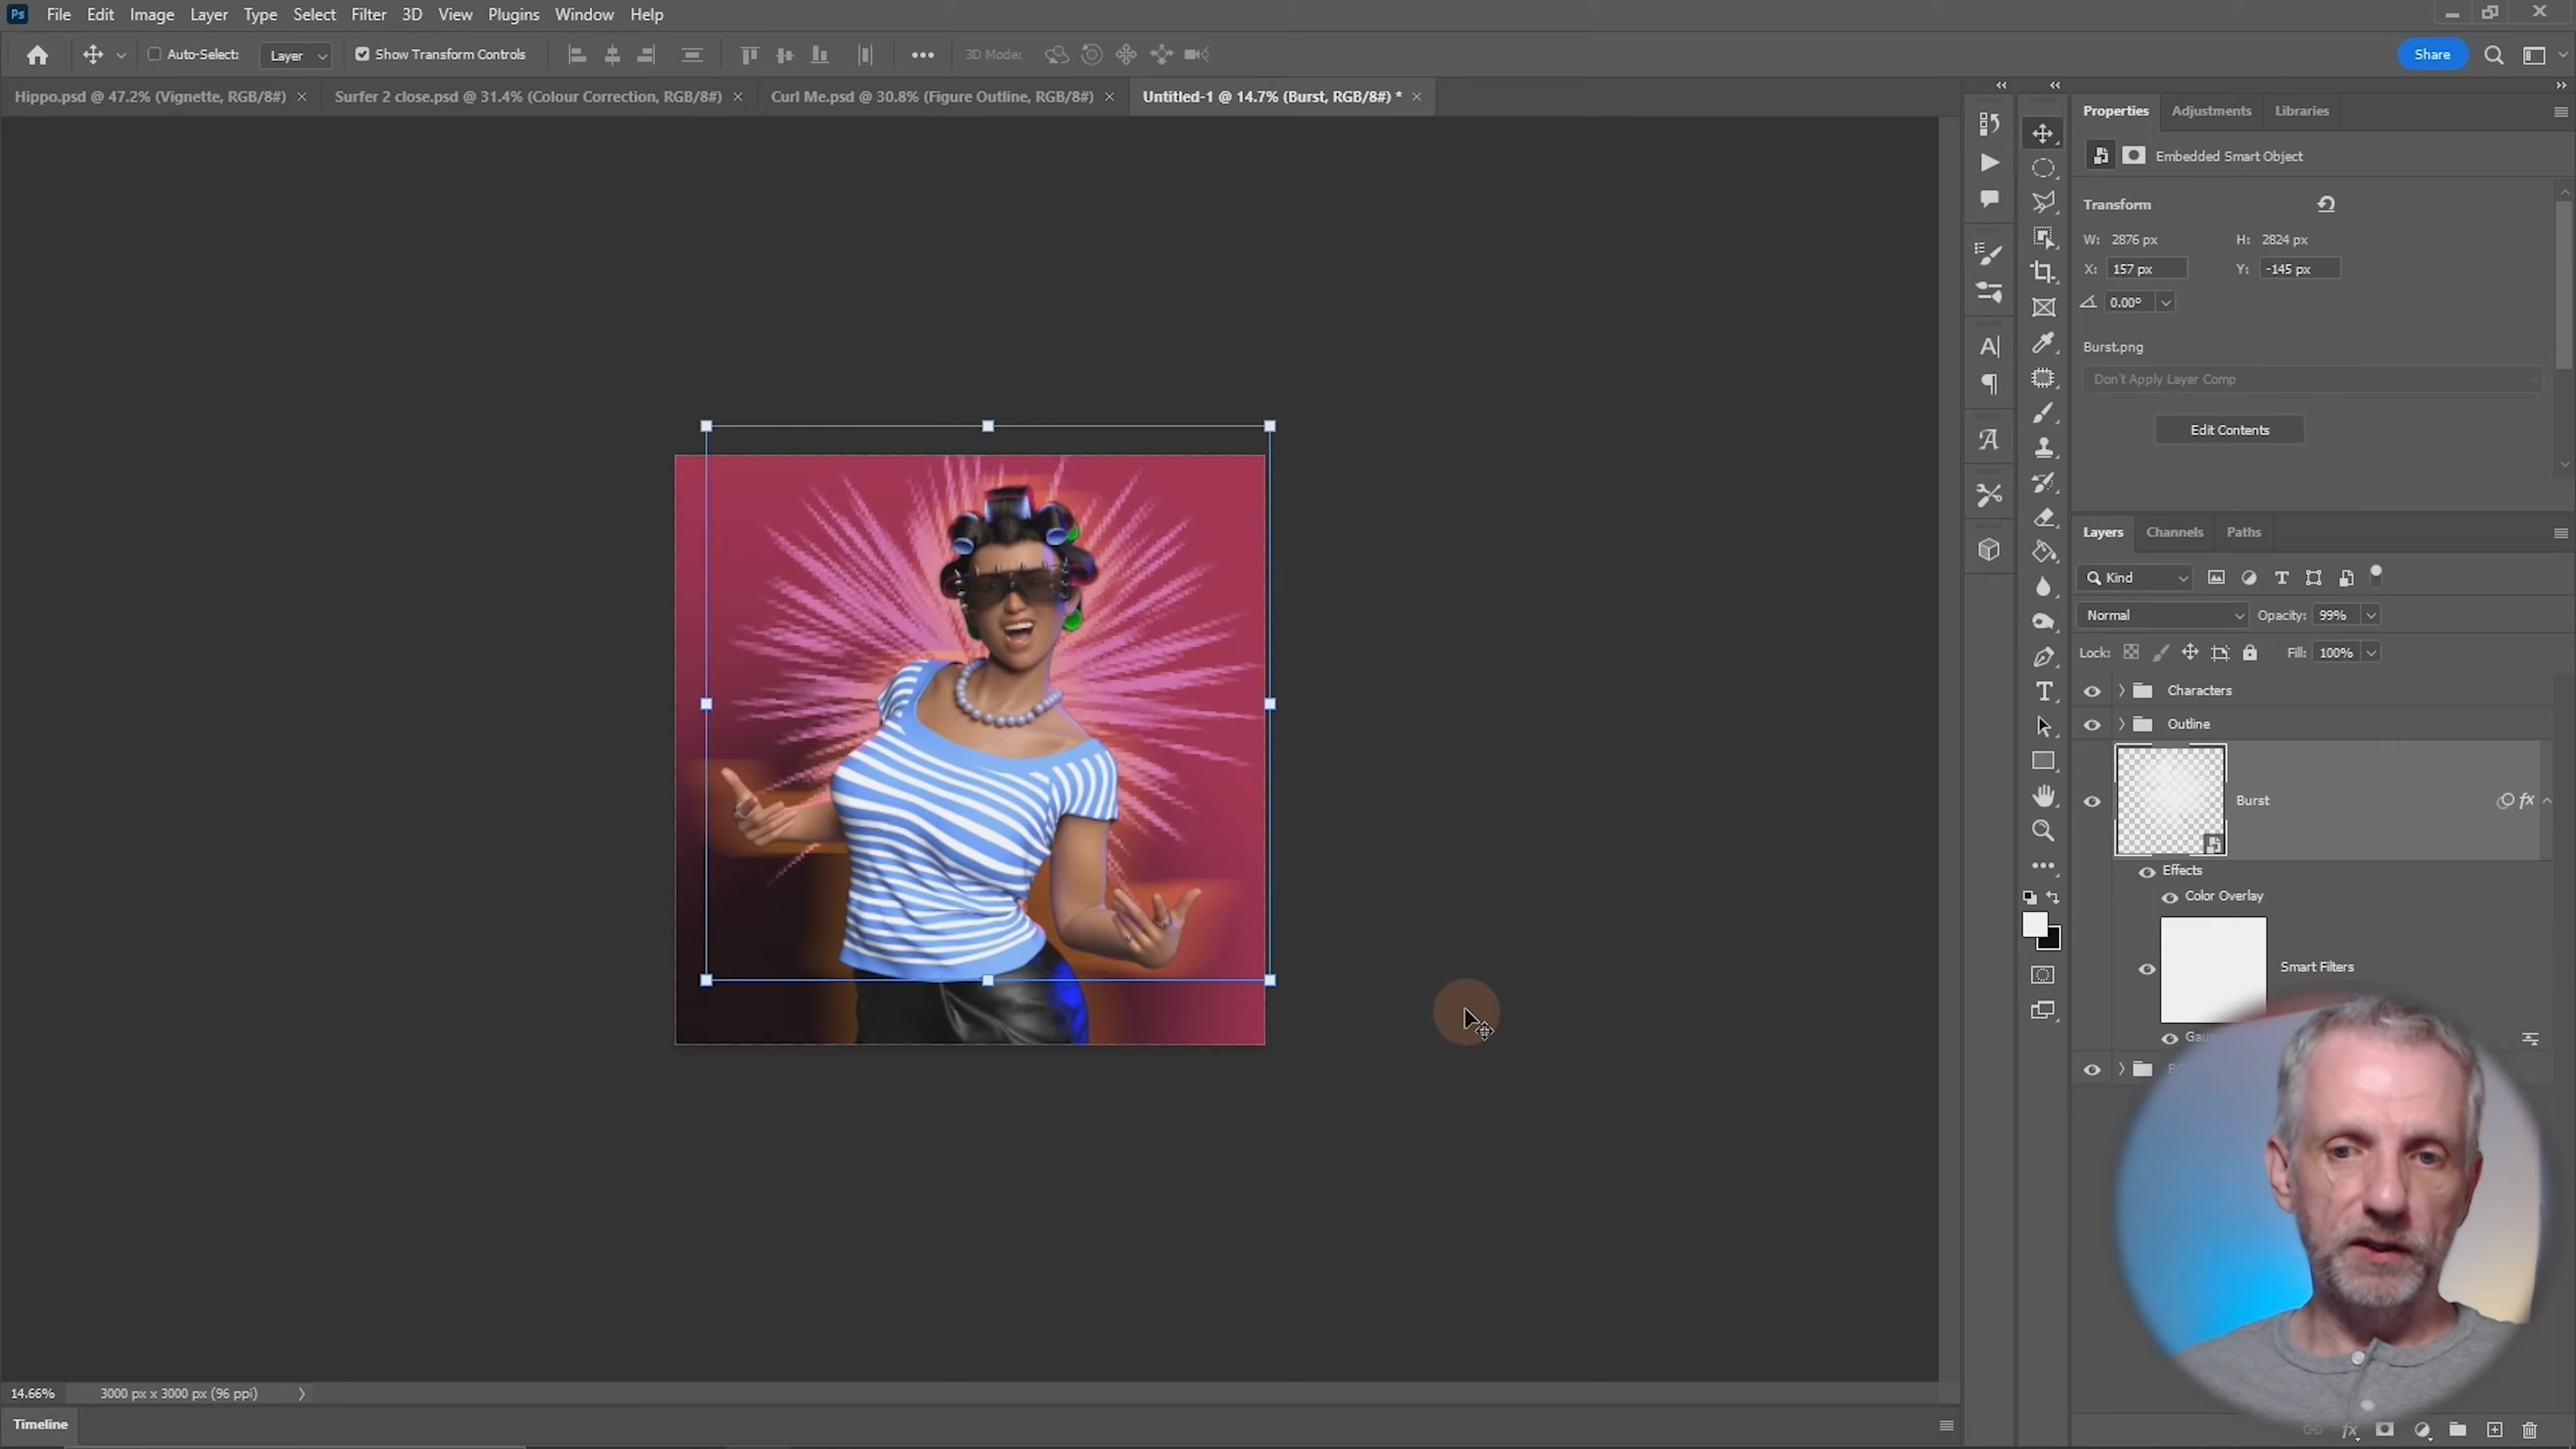 Ps File Edit Image Layer Type Select Filter 3D View Plugins Window Help
Auto-Select: Layer Show Transform Controls ••• 3D Mode: Share
Hippo.psd @ 47.2% (Vignette, RGB/8#) × Surfer 2 close.psd @ 31.4% (Colour Correction, RGB/8#) × Curl Me.psd @ 30.8% (Figure Outline, RGB/8#) × Untitled-1 @ 14.7% (Burst, RGB/8#) * ×
Properties Adjustments Libraries
Embedded Smart Object
Transform
W: 2876 px H: 2824 px
X: 157 px Y: -145 px
0.00°
Burst.png
Don't Apply Layer Comp
Edit Contents
Layers Channels Paths
Kind
Normal Opacity: 99%
Lock: Fill: 100%
Characters
Outline
Burst fx
Effects
Color Overlay
Smart Filters
14.66% 3000 px x 3000 px (96 ppi)
Timeline
fx